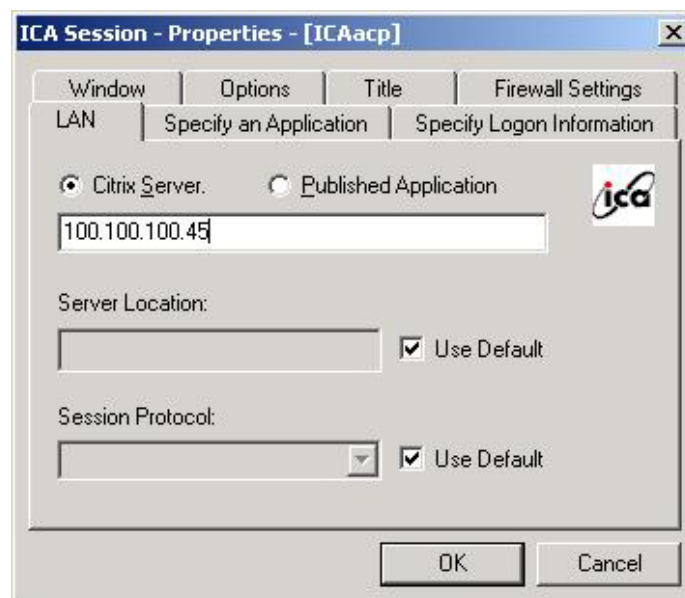 ICA Session - Properties - [ICAacp]
Window Options Title Firewall Settings
LAN Specify an Application Specify Logon Information
Citrix Server. Published Application
ica
100.100.100.45
Server Location:
Use Default
Session Protocol:
Use Default
OK Cancel